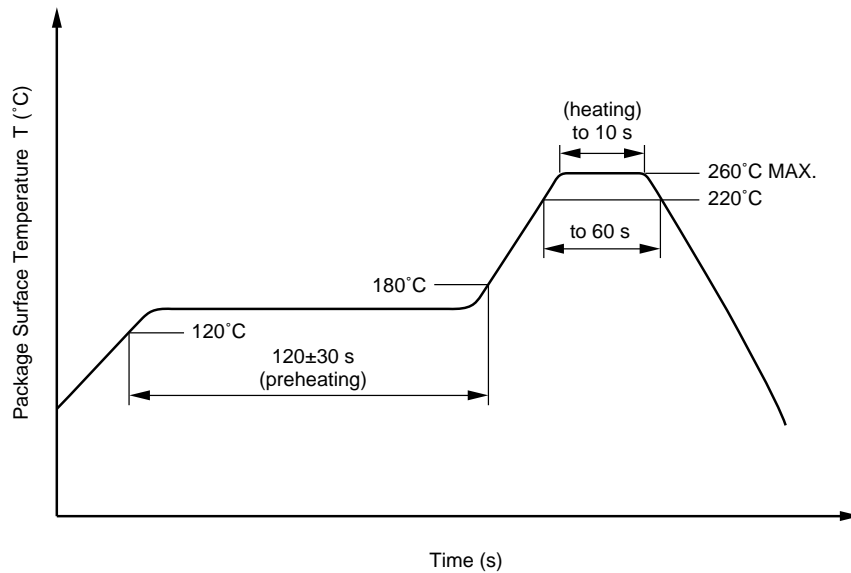 (heating)
to 10 s
260˚C MAX.
220˚C
to 60 s
180˚C
120˚C
120±30 s
(preheating)
Package Surface Temperature T (˚C)
Time (s)